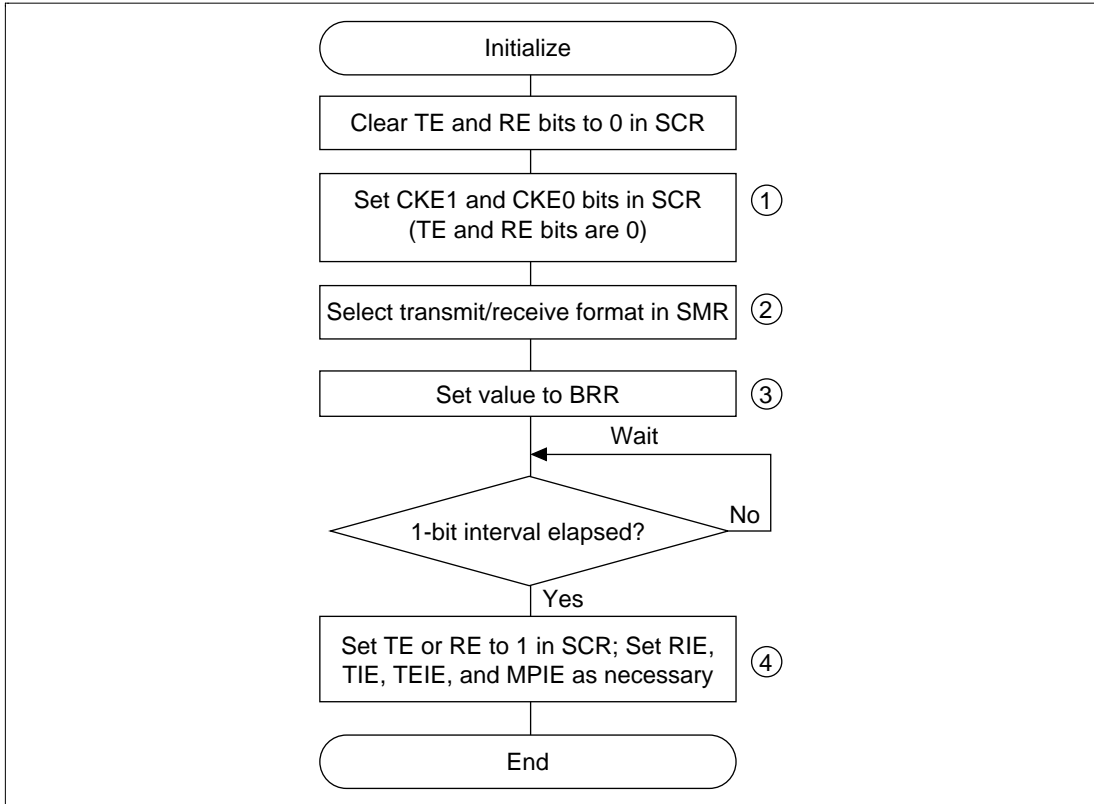 Initialize
Clear TE and RE bits to 0 in SCR
Set CKE1 and CKE0 bits in SCR
(TE and RE bits are 0)
1
Select transmit/receive format in SMR
2
Set value to BRR
3
Wait
1-bit interval elapsed?
No
Yes
Set TE or RE to 1 in SCR; Set RIE,
TIE, TEIE, and MPIE as necessary
4
End